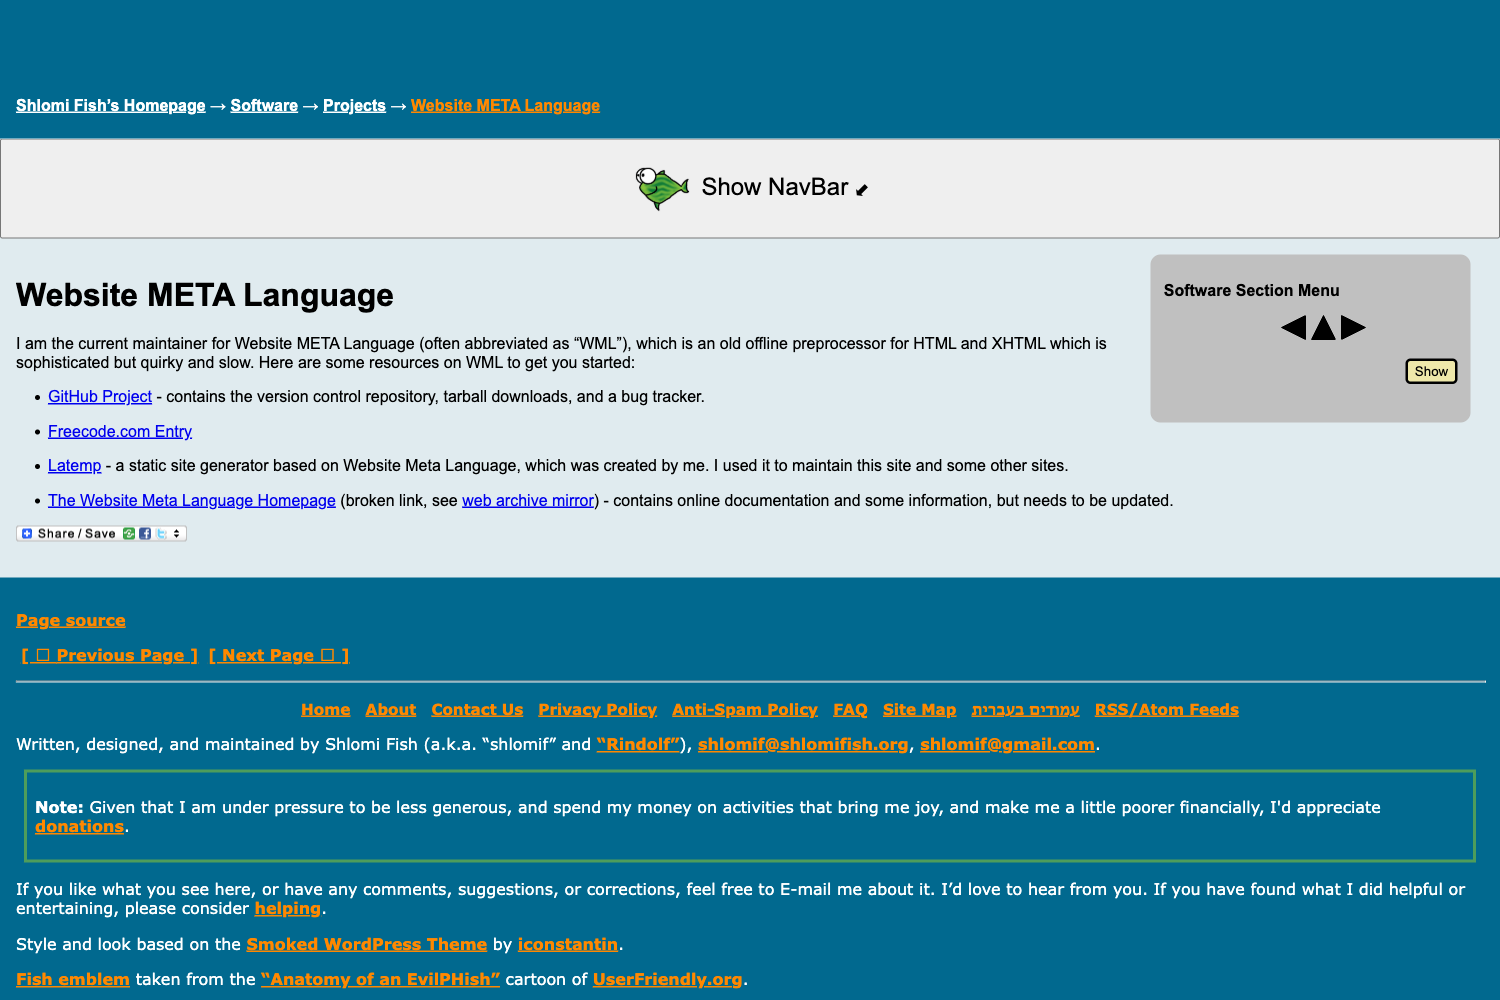 Shlomi Fish’s Homepage → Software → Projects → Website META Language
Show NavBar ⬋
Website META Language
Software Section Menu
◀ ▲ ▶
Show
I am the current maintainer for Website META Language (often abbreviated as “WML”), which is an old offline preprocessor for HTML and XHTML which is
sophisticated but quirky and slow. Here are some resources on WML to get you started:
• GitHub Project - contains the version control repository, tarball downloads, and a bug tracker.
• Freecode.com Entry
• Latemp - a static site generator based on Website Meta Language, which was created by me. I used it to maintain this site and some other sites.
• The Website Meta Language Homepage (broken link, see web archive mirror) - contains online documentation and some information, but needs to be updated.
Share / Save
Page source
[ □ Previous Page ] [ Next Page □ ]
Home About Contact Us Privacy Policy Anti-Spam Policy FAQ Site Map עמודים בעברית RSS/Atom Feeds
Written, designed, and maintained by Shlomi Fish (a.k.a. “shlomif” and “Rindolf”), shlomif@shlomifish.org, shlomif@gmail.com.
Note: Given that I am under pressure to be less generous, and spend my money on activities that bring me joy, and make me a little poorer financially, I'd appreciate
donations.
If you like what you see here, or have any comments, suggestions, or corrections, feel free to E-mail me about it. I’d love to hear from you. If you have found what I did helpful or
entertaining, please consider helping.
Style and look based on the Smoked WordPress Theme by iconstantin.
Fish emblem taken from the “Anatomy of an EvilPHish” cartoon of UserFriendly.org.